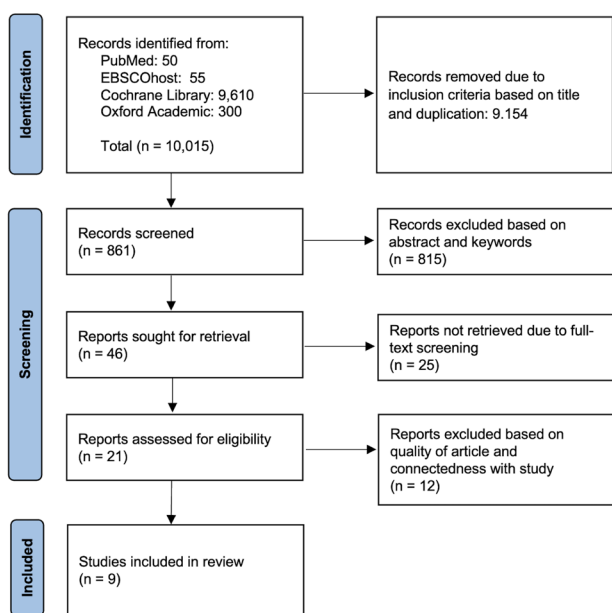 Identification
Records identified from:
PubMed: 50
EBSCOhost: 55
Cochrane Library: 9,610
Oxford Academic: 300
Total (n = 10,015)
Records removed due to
inclusion criteria based on title
and duplication: 9.154
Screening
Records screened
(n = 861)
Records excluded based on
abstract and keywords
(n = 815)
Reports sought for retrieval
(n = 46)
Reports not retrieved due to full-
text screening
(n = 25)
Reports assessed for eligibility
(n = 21)
Reports excluded based on
quality of article and
connectedness with study
(n = 12)
Included
Studies included in review
(n = 9)